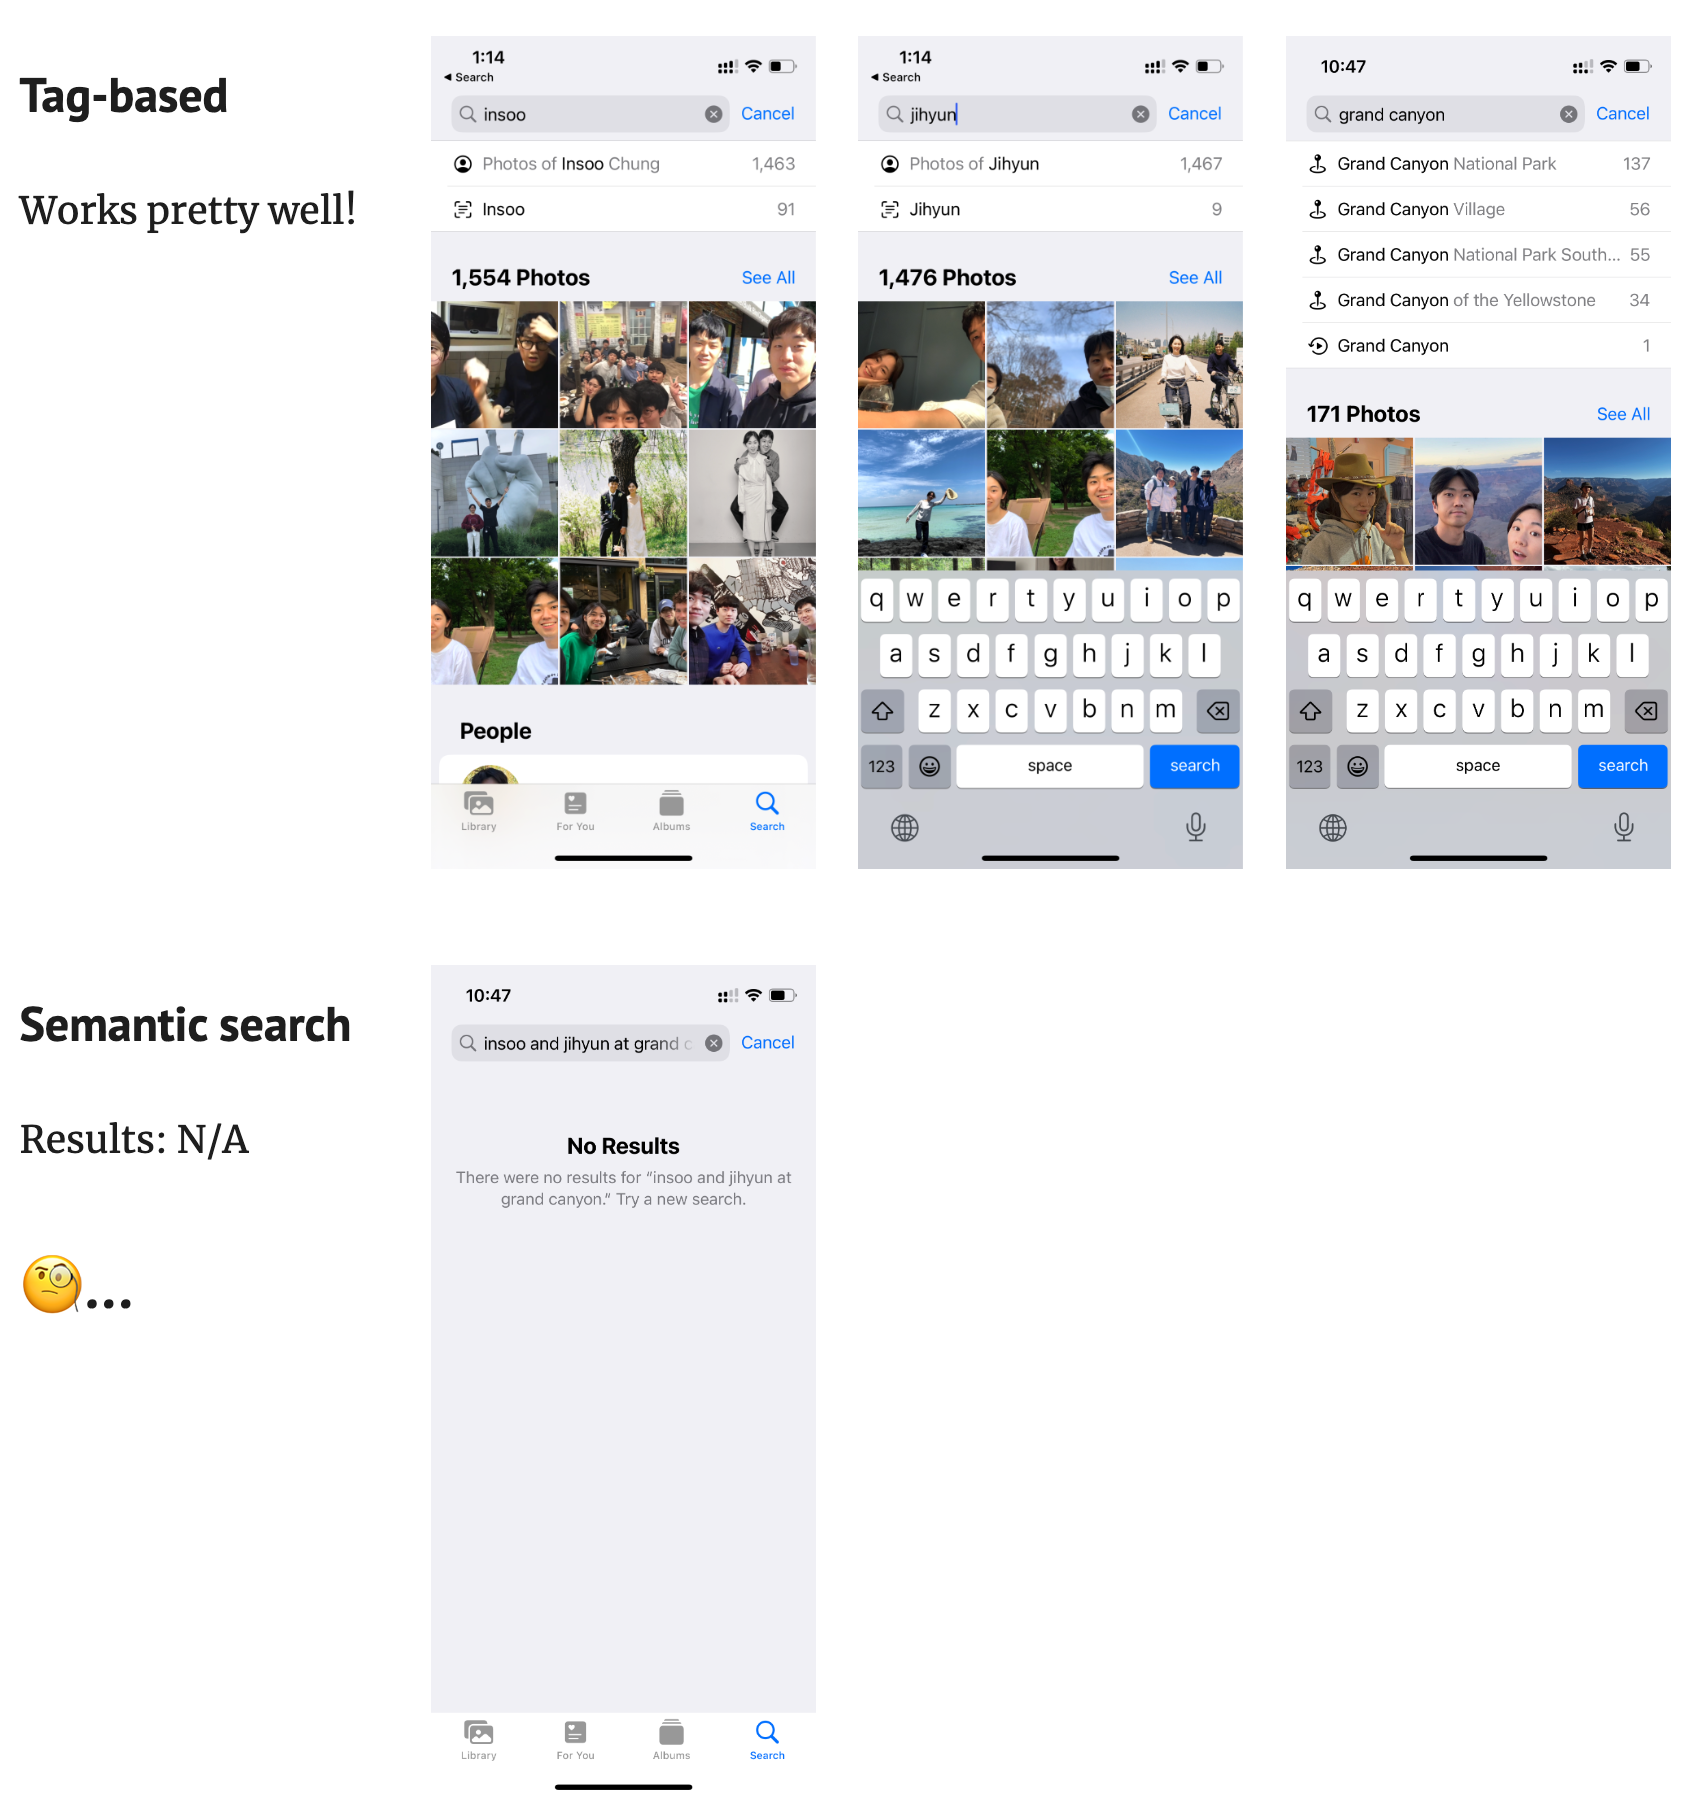 Tag-based
Works pretty well!
1:14
Search
insoo
Cancel
Photos of Insoo Chung 1,463
Insoo 91
1,554 Photos See All
People
Library For You Albums Search
1:14
Search
jihyun
Cancel
Photos of Jihyun 1,467
Jihyun 9
1,476 Photos See All
q w e r t y u i o p
a s d f g h j k l
z x c v b n m
123 space search
10:47
grand canyon
Cancel
Grand Canyon National Park 137
Grand Canyon Village 56
Grand Canyon National Park South... 55
Grand Canyon of the Yellowstone 34
Grand Canyon 1
171 Photos See All
q w e r t y u i o p
a s d f g h j k l
z x c v b n m
123 space search
Semantic search
Results: N/A
🧐...
10:47
insoo and jihyun at grand c
Cancel
No Results
There were no results for “insoo and jihyun at
grand canyon.” Try a new search.
Library For You Albums Search